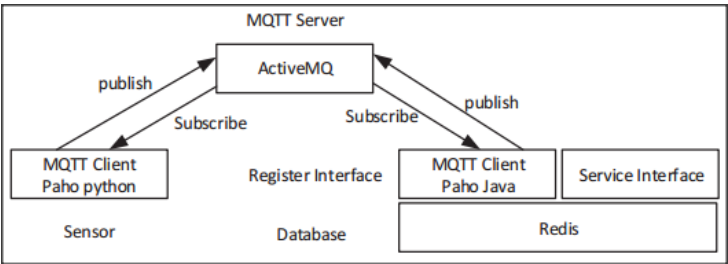 MQTT Server
ActiveMQ
publish
publish
Subscribe
Subscribe
MQTT Client
Paho python
Register Interface
MQTT Client
Paho Java
Service Interface
Sensor
Database
Redis